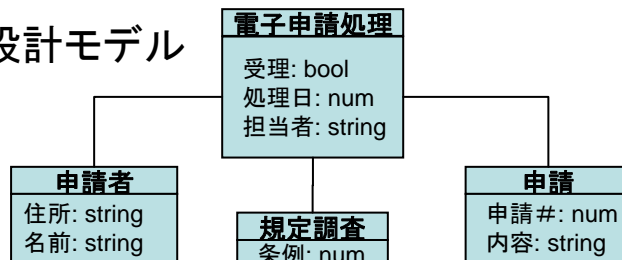 設計モデル
電子申請処理
受理: bool
処理日: num
担当者: string
申請者
住所: string
名前: string
規定調査
条例: num
申請
申請＃: num
内容: string